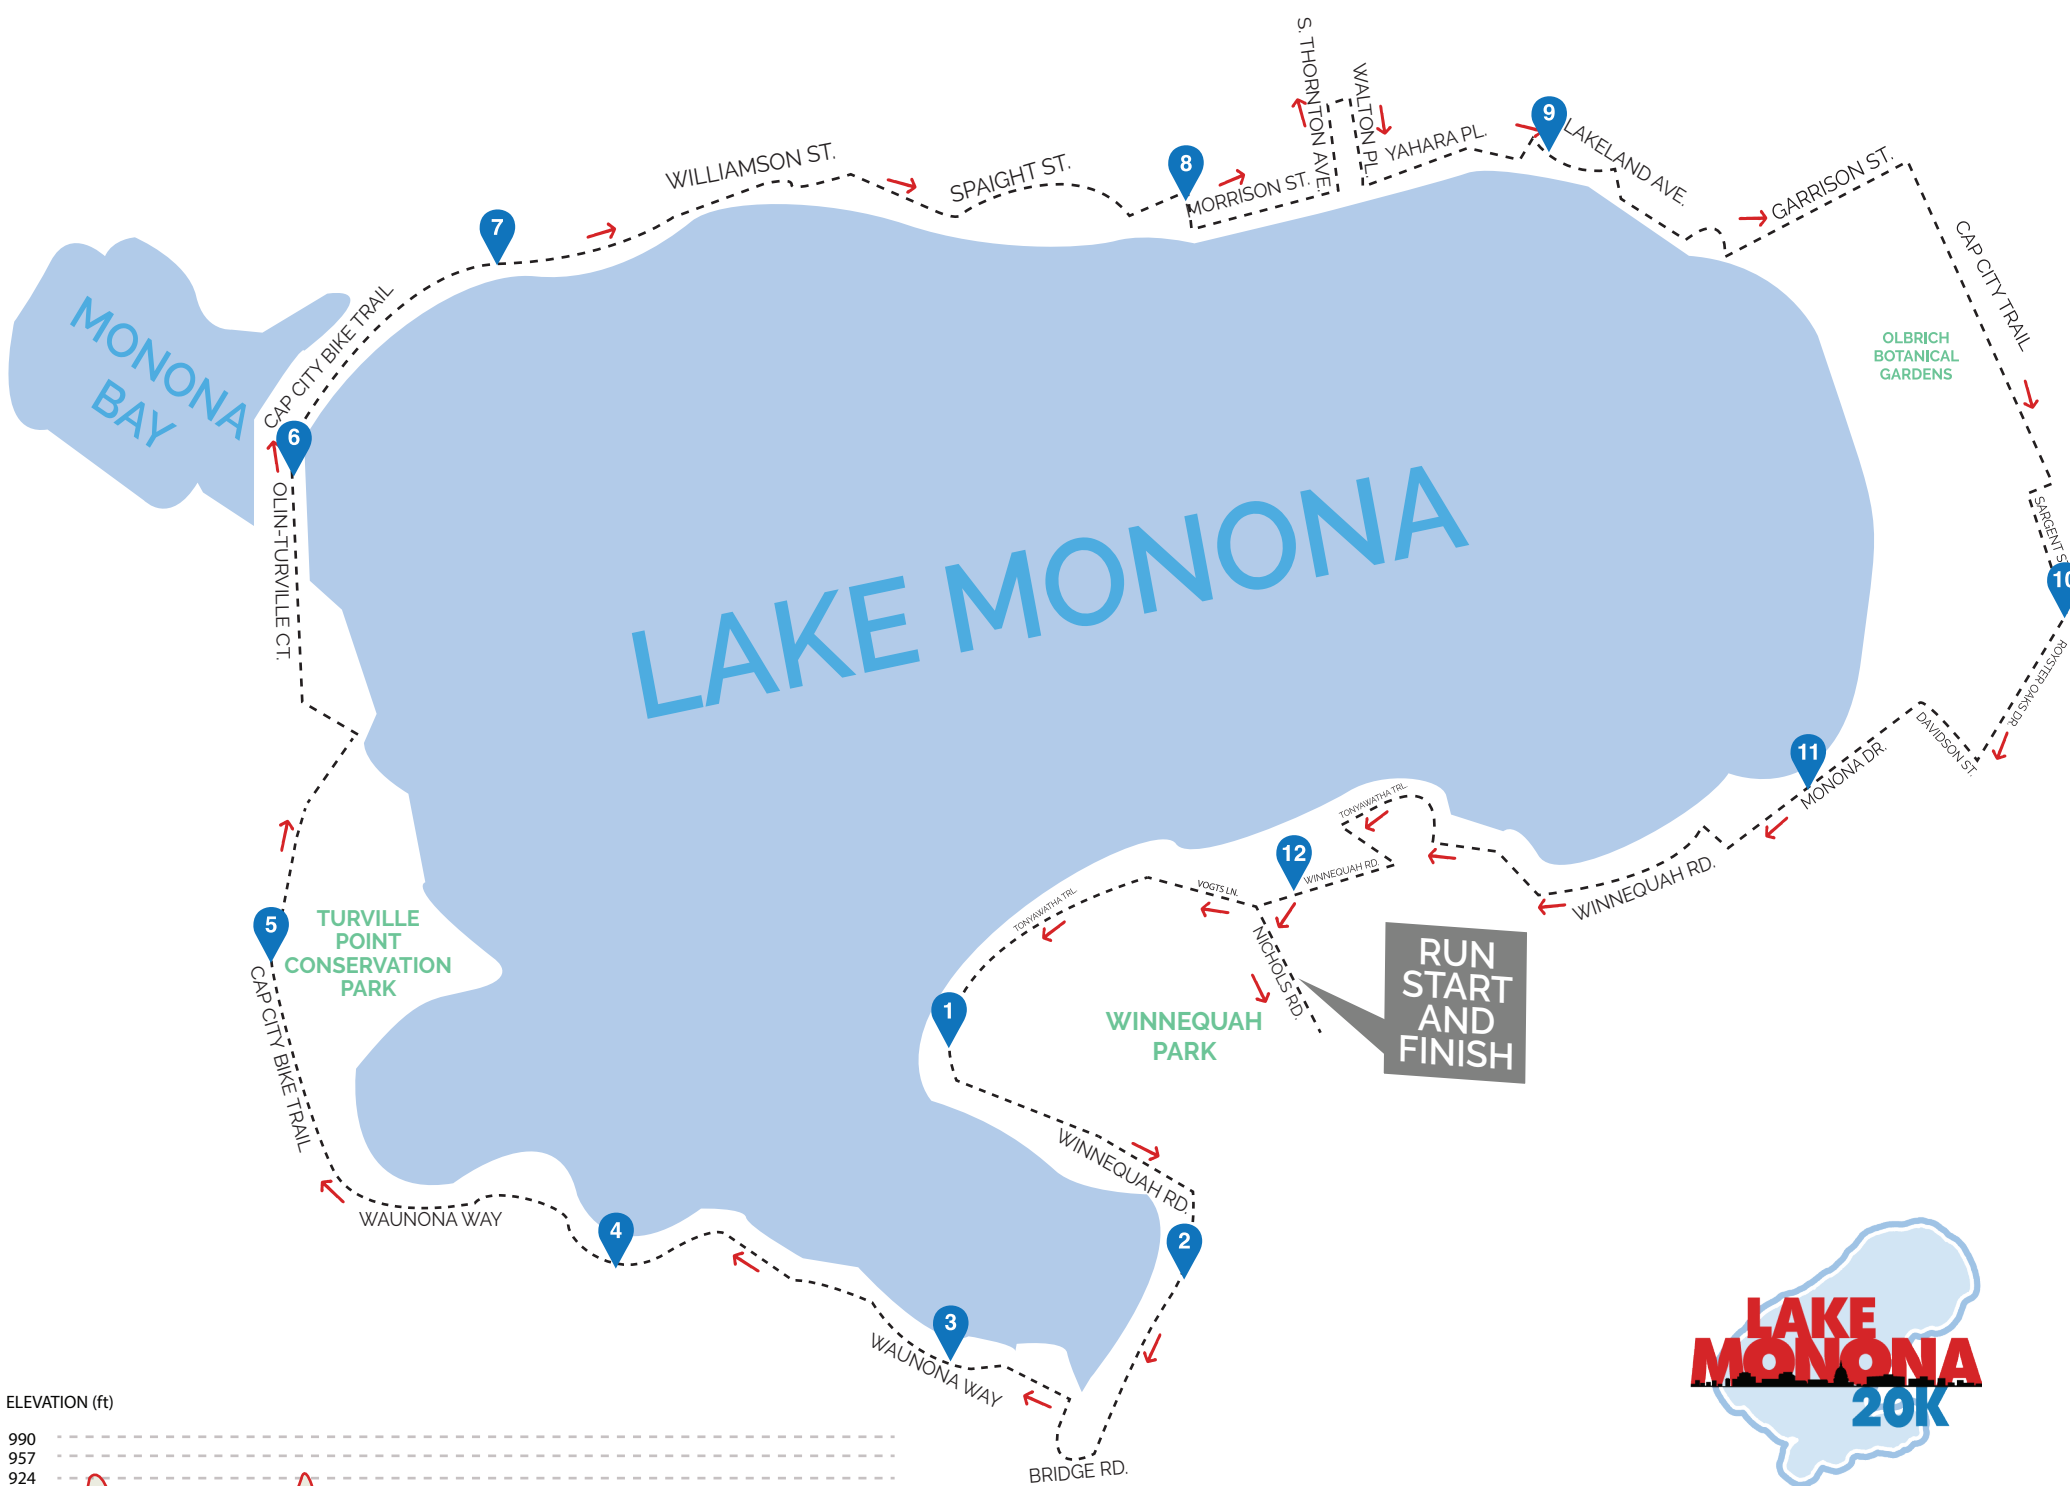 S. THORNTON AVE.
WALTON PL.
9
LAKELAND AVE.
YAHARA PL.
8
MORRISON ST.
WILLIAMSON ST.
SPAIGHT ST.
GARRISON ST.
7
CAP CITY TRAIL
MONONA
BAY
CAP CITY BIKE TRAIL
OLBRICH
BOTANICAL
GARDENS
6
OLIN-TURVILLE CT.
LAKE MONONA
SARGENT ST
10
ROYSTER OAKS DR.
DAVIDSON ST.
11
MONONA DR.
TONYAWATHA TRL.
12
WINNEQUAH RD.
WINNEQUAH RD.
VOGTS LN.
TONYAWATHA TRL.
NICHOLS RD.
5
TURVILLE
POINT
CONSERVATION
PARK
CAP CITY BIKE TRAIL
RUN
START
AND
FINISH
1
WINNEQUAH
PARK
WINNEQUAH RD.
WAUNONA WAY
4
2
3
WAUNONA WAY
BRIDGE RD.
LAKE
MONONA
20K
ELEVATION (ft)
990
957
924